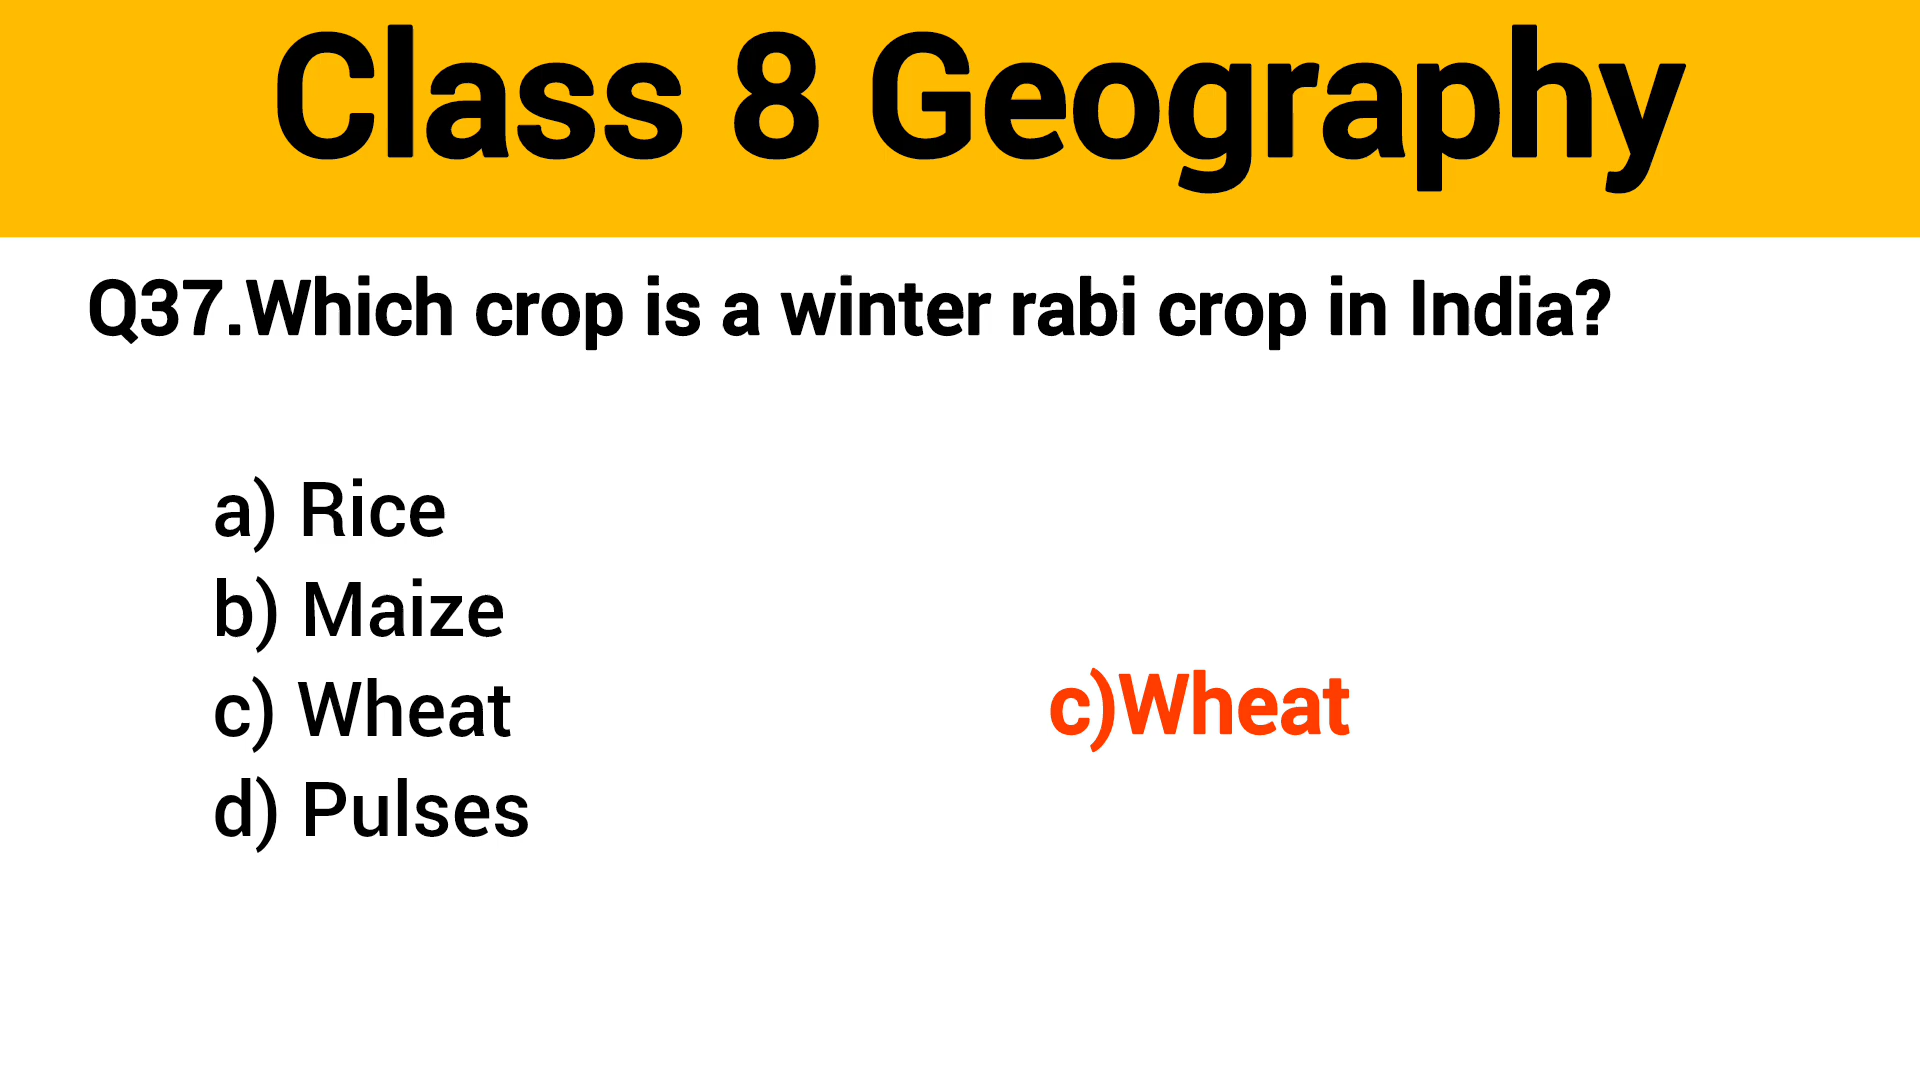 Class 8 Geography
Q37.Which crop is a winter rabi crop in India?
a) Rice
b) Maize
c) Wheat
d) Pulses
c)Wheat